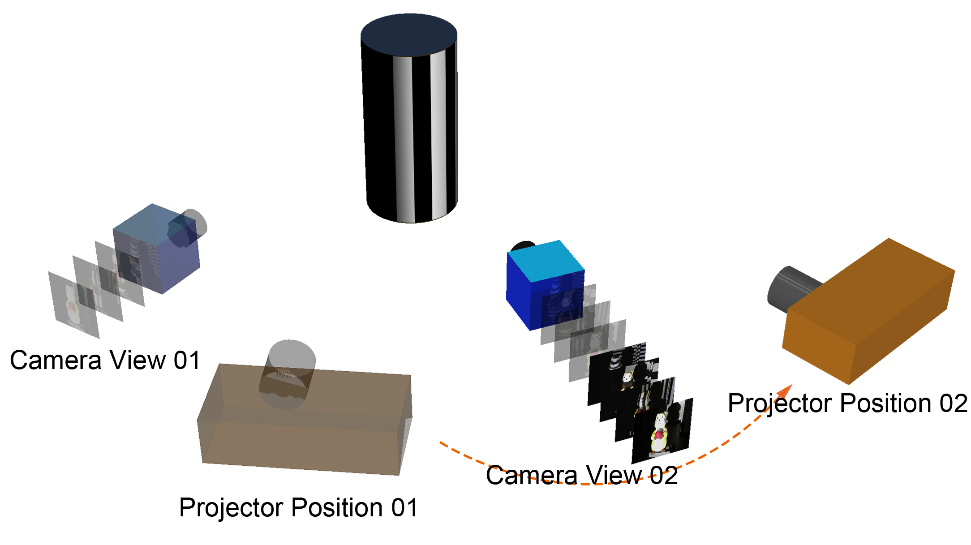 Camera View 01
Projector Position 02
Camera View 02
Projector Position 01